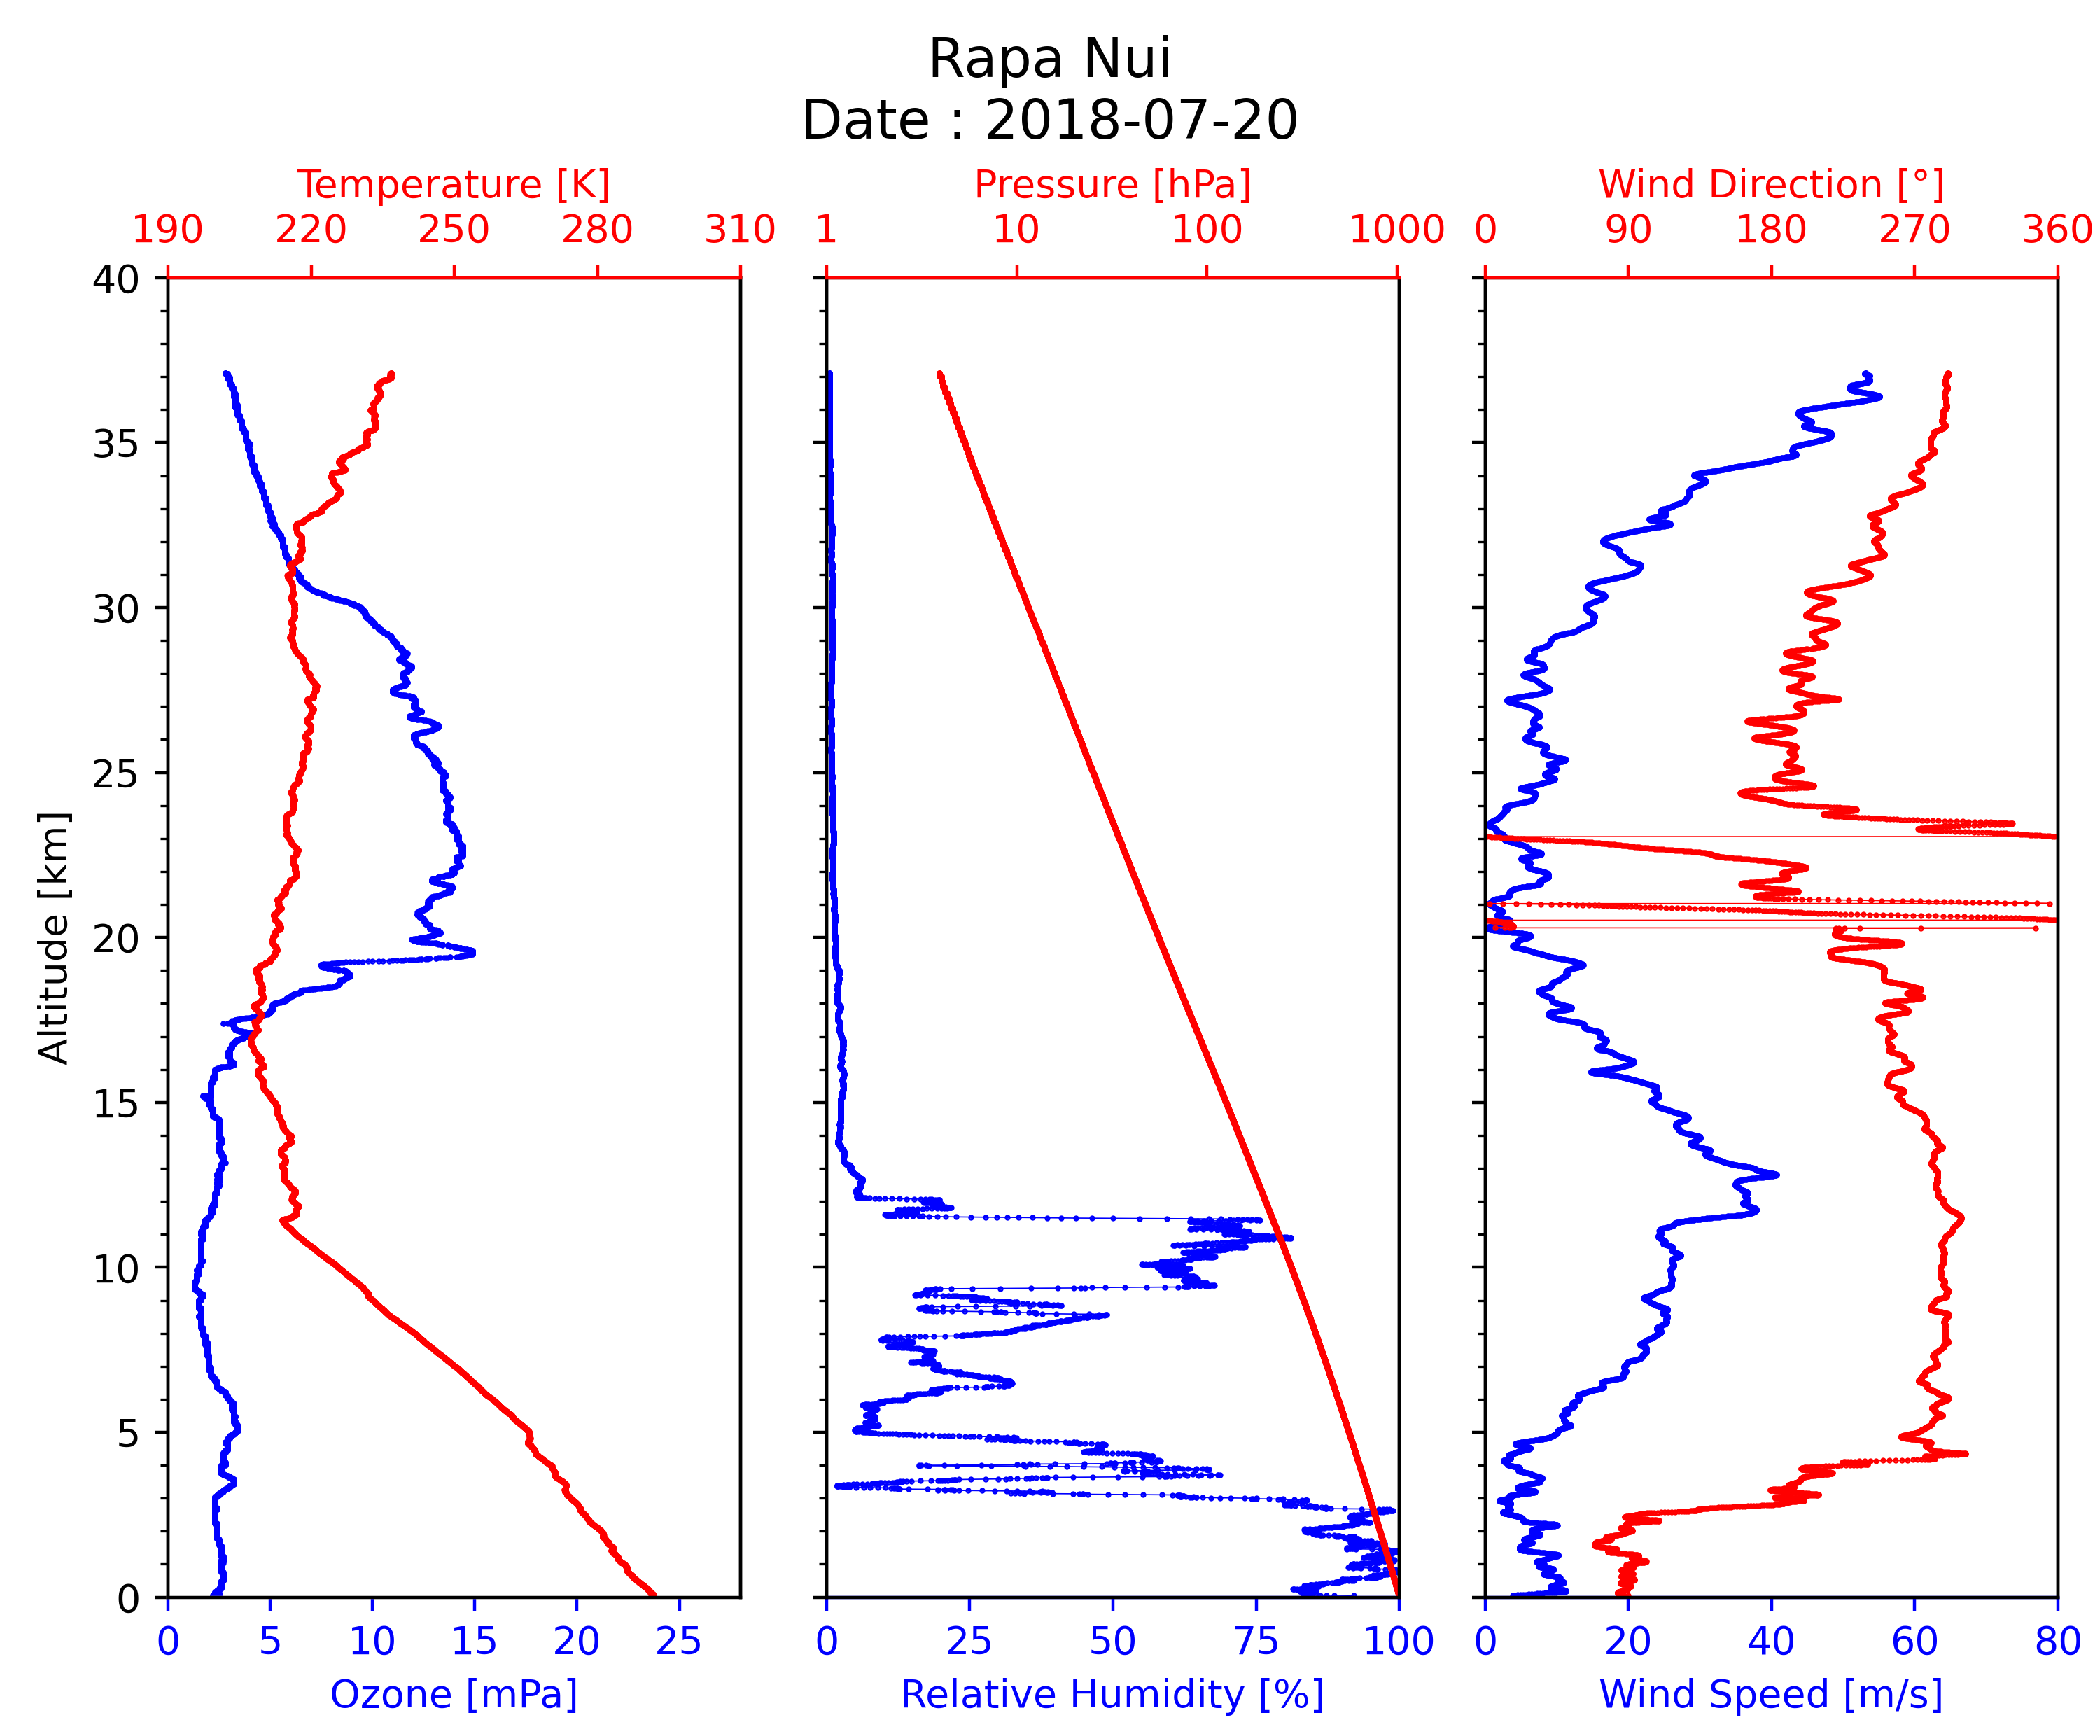 Rapa Nui
Date : 2018-07-20
Temperature [K]
190 220 250 280 310
Pressure [hPa]
1 10 100 1000
Wind Direction [°]
0 90 180 270 360
Altitude [km]
40
35
30
25
20
15
10
5
0
0 5 10 15 20 25
Ozone [mPa]
0 25 50 75 100
Relative Humidity [%]
0 20 40 60 80
Wind Speed [m/s]